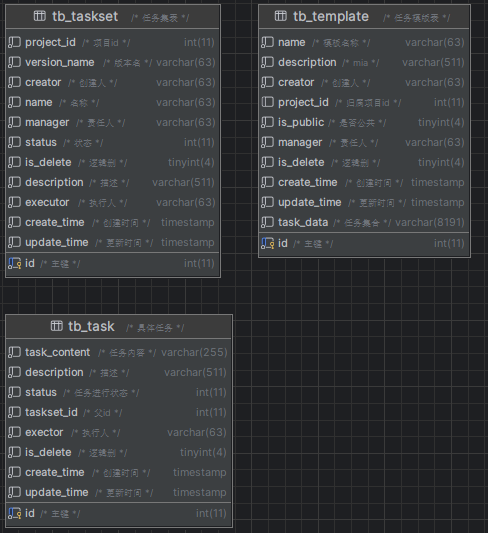 tb_taskset /* 任务集表 */
project_id /* 项目id */ int(11)
version_name /* 版本名 */ varchar(63)
creator /* 创建人 */ varchar(63)
name /* 名称 */ varchar(63)
manager /* 责任人 */ varchar(63)
status /* 状态 */ int(11)
is_delete /* 逻辑删 */ tinyint(4)
description /* 描述 */ varchar(511)
executor /* 执行人 */ varchar(63)
create_time /* 创建时间 */ timestamp
update_time /* 更新时间 */ timestamp
id /* 主键 */ int(11)
tb_template /* 任务模板表 */
name /* 模板名称 */ varchar(63)
description /* mia */ varchar(511)
creator /* 创建人 */ varchar(63)
project_id /* 归属项目id */ int(11)
is_public /* 是否公共 */ tinyint(4)
manager /* 责任人 */ varchar(63)
is_delete /* 逻辑删 */ tinyint(4)
create_time /* 创建时间 */ timestamp
update_time /* 更新时间 */ timestamp
task_data /* 任务集合 */ varchar(8191)
id /* 主键 */ int(11)
tb_task /* 具体任务 */
task_content /* 任务内容 */ varchar(255)
description /* 描述 */ varchar(511)
status /* 任务进行状态 */ int(11)
taskset_id /* 父id */ int(11)
exector /* 执行人 */ varchar(63)
is_delete /* 逻辑删 */ tinyint(4)
create_time /* 创建时间 */ timestamp
update_time /* 更新时间 */ timestamp
id /* 主键 */ int(11)